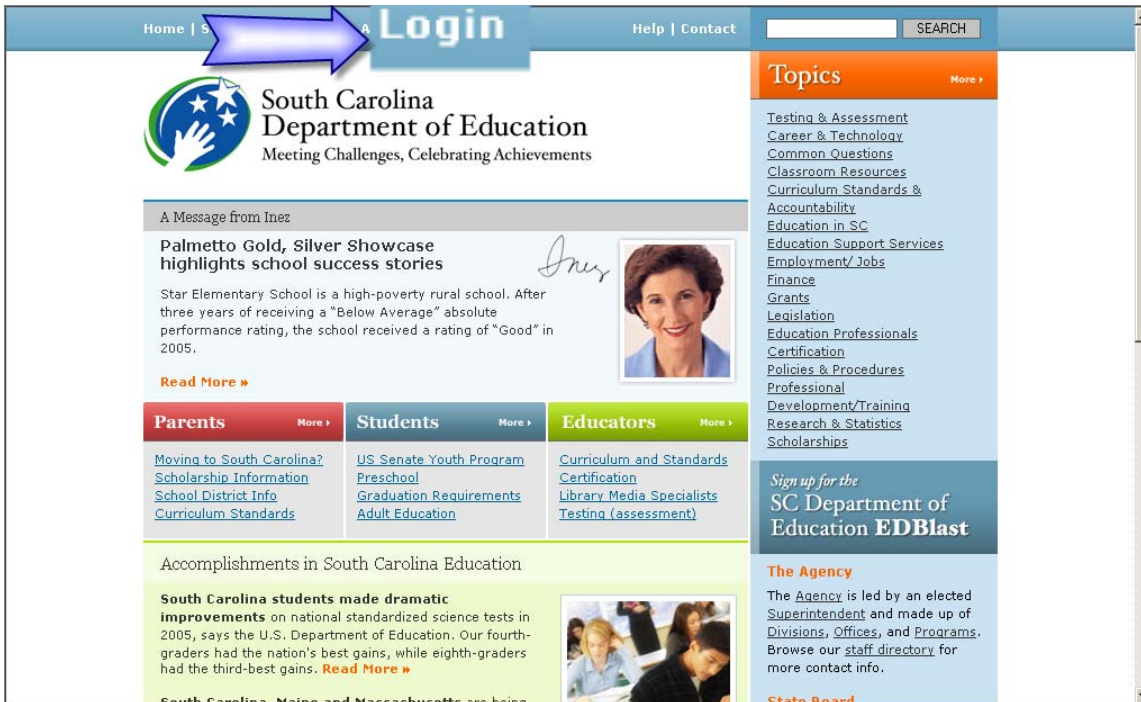 Home | S
A
Login
Help | Contact
SEARCH
South Carolina
Department of Education
Meeting Challenges, Celebrating Achievements
A Message from Inez
Palmetto Gold, Silver Showcase
highlights school success stories
Inez
Star Elementary School is a high-poverty rural school. After
three years of receiving a "Below Average" absolute
performance rating, the school received a rating of "Good" in
2005.
Read More »
Parents More ›
Moving to South Carolina?
Scholarship Information
School District Info
Curriculum Standards
Students More ›
US Senate Youth Program
Preschool
Graduation Requirements
Adult Education
Educators More ›
Curriculum and Standards
Certification
Library Media Specialists
Testing (assessment)
Accomplishments in South Carolina Education
South Carolina students made dramatic
improvements on national standardized science tests in
2005, says the U.S. Department of Education. Our fourth-
graders had the nation's best gains, while eighth-graders
had the third-best gains. Read More »
South Carolina, Maine and Massachusetts are being
Topics More ›
Testing & Assessment
Career & Technology
Common Questions
Classroom Resources
Curriculum Standards &
Accountability
Education in SC
Education Support Services
Employment/ Jobs
Finance
Grants
Legislation
Education Professionals
Certification
Policies & Procedures
Professional
Development/Training
Research & Statistics
Scholarships
Sign up for the
SC Department of
Education EDBlast
The Agency
The Agency is led by an elected
Superintendent and made up of
Divisions, Offices, and Programs.
Browse our staff directory for
more contact info.
State Board